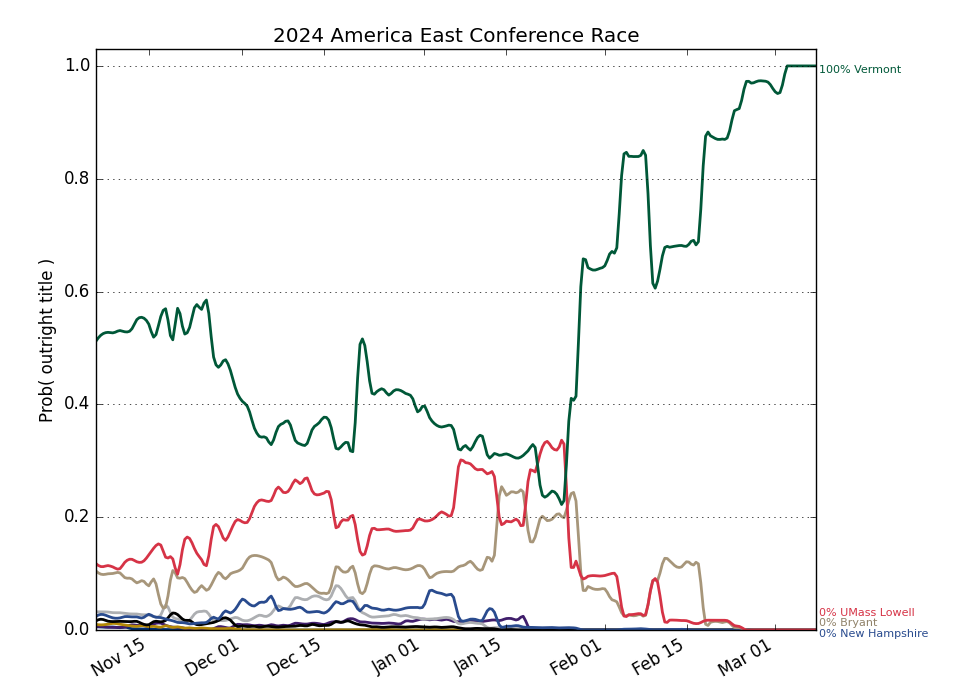 2024 America East Conference Race
Prob( outright title )
1.0
0.8
0.6
0.4
0.2
0.0
100% Vermont
0% UMass Lowell
0% Bryant
0% New Hampshire
Nov 15
Dec 01
Dec 15
Jan 01
Jan 15
Feb 01
Feb 15
Mar 01